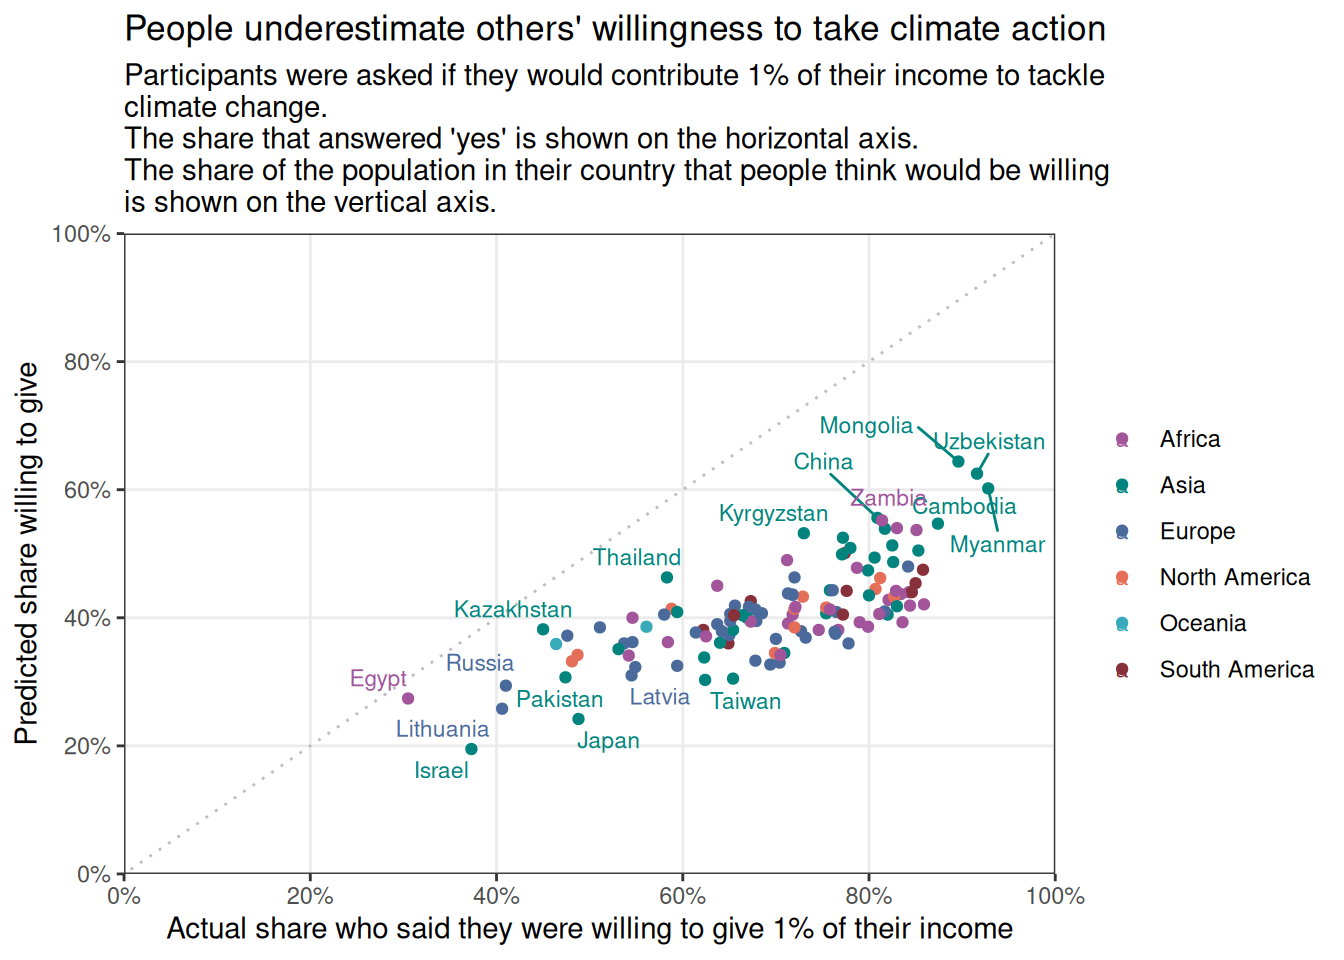 People underestimate others' willingness to take climate action
Participants were asked if they would contribute 1% of their income to tackle
climate change.
The share that answered 'yes' is shown on the horizontal axis.
The share of the population in their country that people think would be willing
is shown on the vertical axis.
100%
80%
60%
40%
20%
0%
Predicted share willing to give
Mongolia
Uzbekistan
China
Zambia
Cambodia
Kyrgyzstan
Myanmar
Thailand
Kazakhstan
Russia
Egypt
Pakistan
Latvia
Taiwan
Lithuania
Japan
Israel
0%
20%
40%
60%
80%
100%
Actual share who said they were willing to give 1% of their income
Africa
Asia
Europe
North America
Oceania
South America